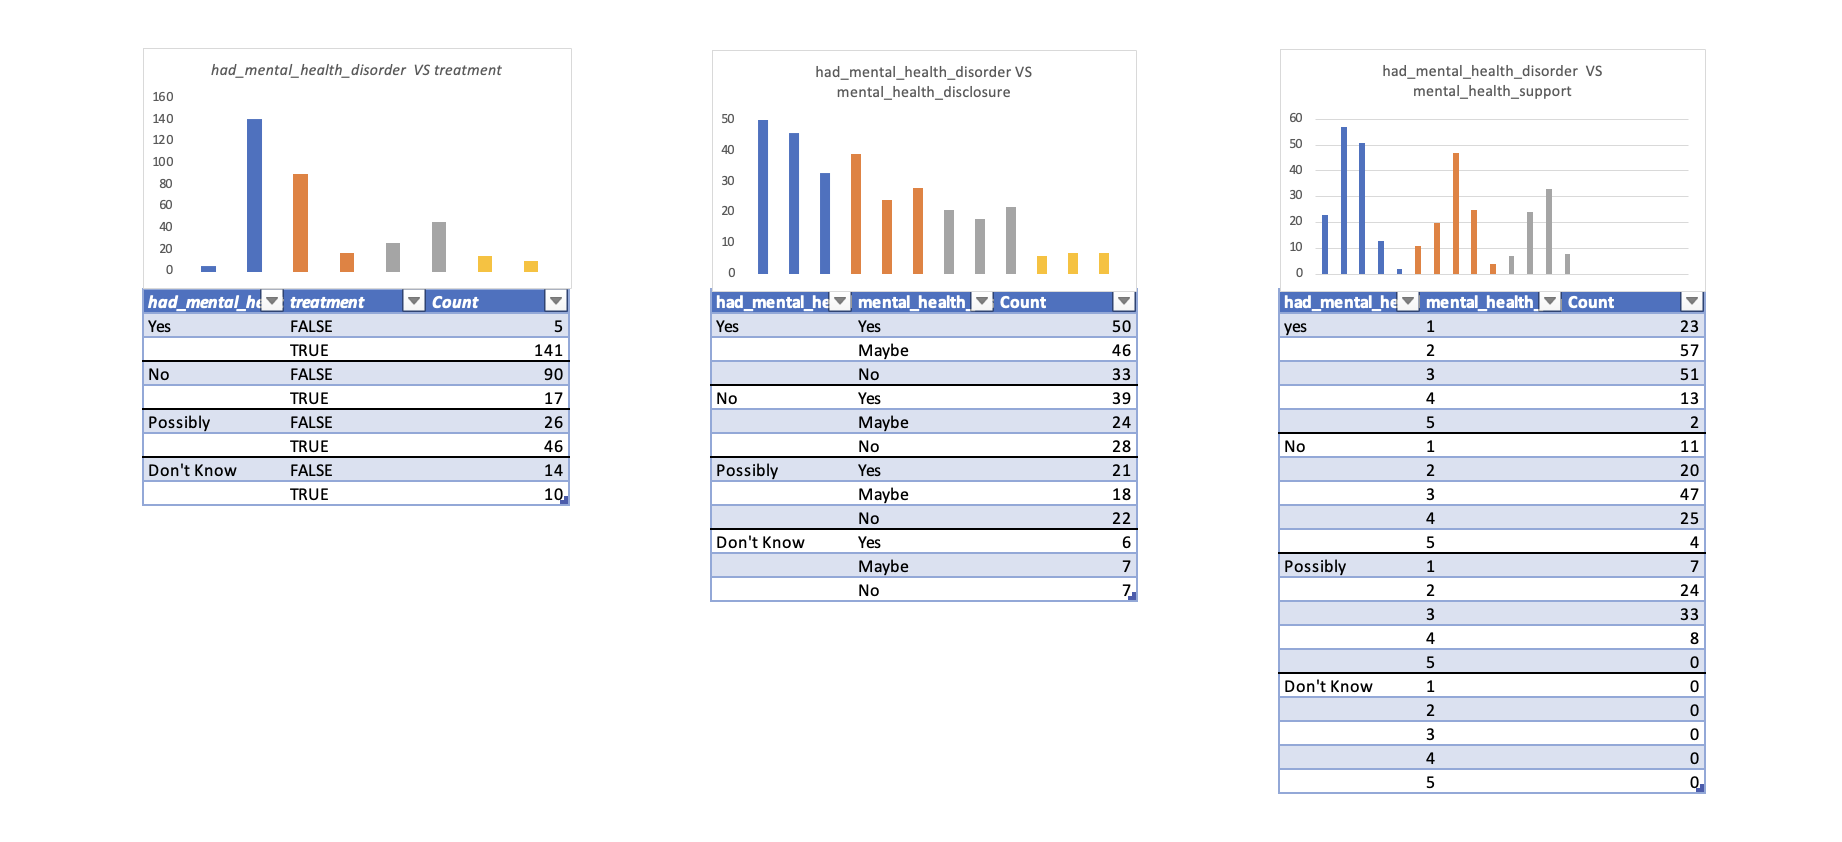 had_mental_health_disorder VS treatment
160
140
120
100
80
60
40
20
0
had_mental_he treatment Count
Yes FALSE 5
TRUE 141
No FALSE 90
TRUE 17
Possibly FALSE 26
TRUE 46
Don't Know FALSE 14
TRUE 10
had_mental_health_disorder VS
mental_health_disclosure
50
40
30
20
10
0
had_mental_he mental_health_ Count
Yes Yes 50
Maybe 46
No 33
No Yes 39
Maybe 24
No 28
Possibly Yes 21
Maybe 18
No 22
Don't Know Yes 6
Maybe 7
No 7
had_mental_health_disorder VS
mental_health_support
60
50
40
30
20
10
0
had_mental_he mental_health_ Count
yes 1 23
2 57
3 51
4 13
5 2
No 1 11
2 20
3 47
4 25
5 4
Possibly 1 7
2 24
3 33
4 8
5 0
Don't Know 1 0
2 0
3 0
4 0
5 0